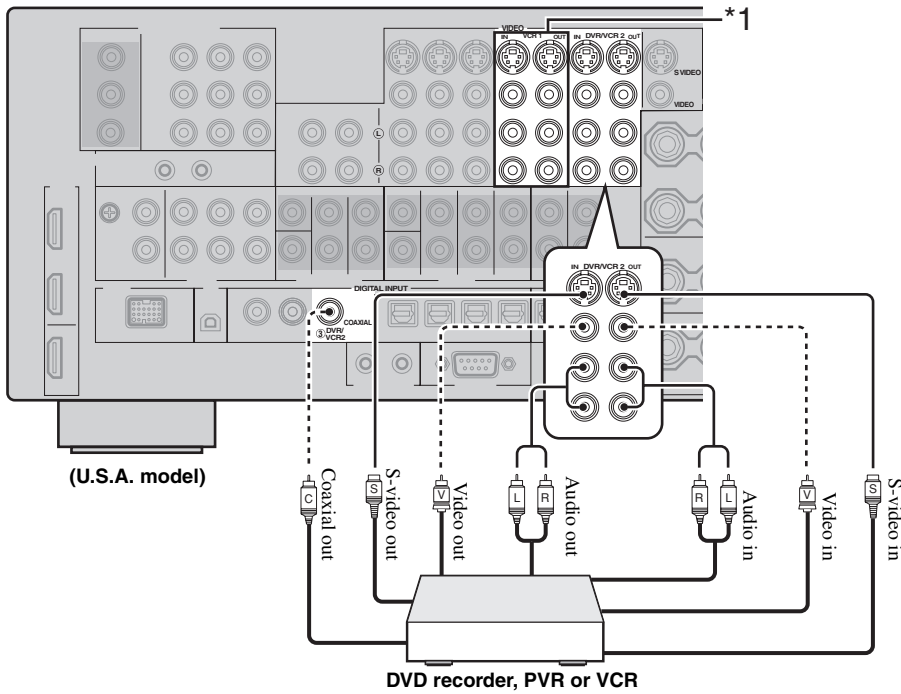 *1
VIDEO
IN VCR 1 OUT
IN DVR/VCR 2 OUT
S VIDEO
VIDEO
L
R
IN DVR/VCR 2 OUT
DIGITAL INPUT
COAXIAL
③ DVR/
VCR2
(U.S.A. model)
C
Coaxial out
S
S-video out
V
Video out
L
R
Audio out
R
L
Audio in
V
Video in
S
S-video in
DVD recorder, PVR or VCR